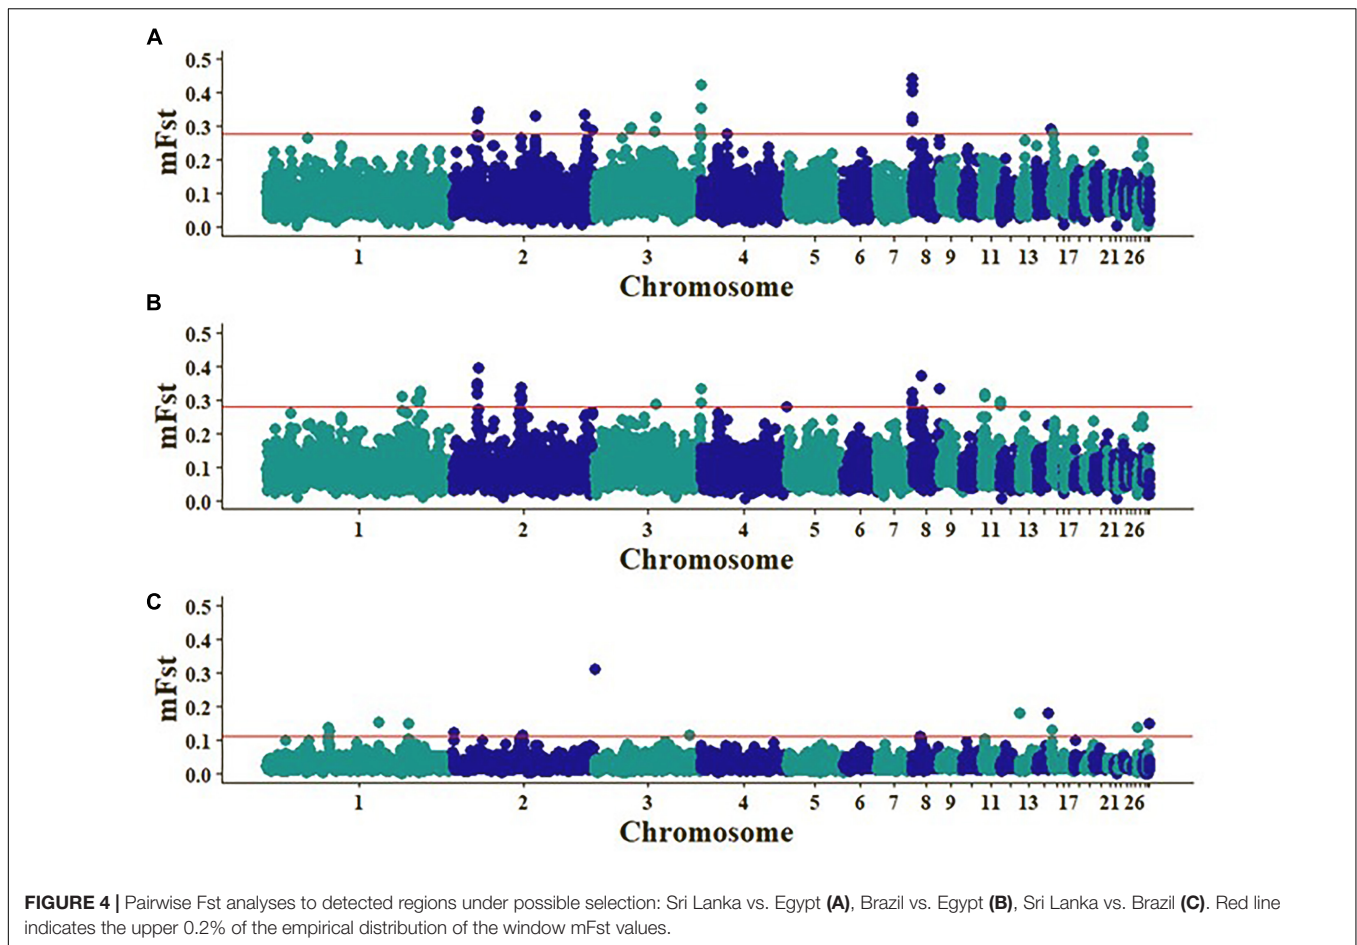 A
0.5
0.4
0.3
0.2
0.1
0.0
mFst
1 2 3 4 5 6 7 8 9 11 13 17 21 26
Chromosome
B
0.5
0.4
0.3
0.2
0.1
0.0
mFst
1 2 3 4 5 6 7 8 9 11 13 17 21 26
Chromosome
C
0.5
0.4
0.3
0.2
0.1
0.0
mFst
1 2 3 4 5 6 7 8 9 11 13 17 21 26
Chromosome
FIGURE 4 | Pairwise Fst analyses to detected regions under possible selection: Sri Lanka vs. Egypt (A), Brazil vs. Egypt (B), Sri Lanka vs. Brazil (C). Red line
indicates the upper 0.2% of the empirical distribution of the window mFst values.